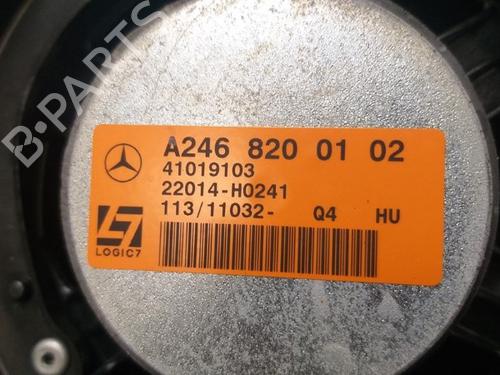 B-PARTS
A246 820 01 02
41019103
22014-H0241
113/11032- Q4 HU
LOGIC7